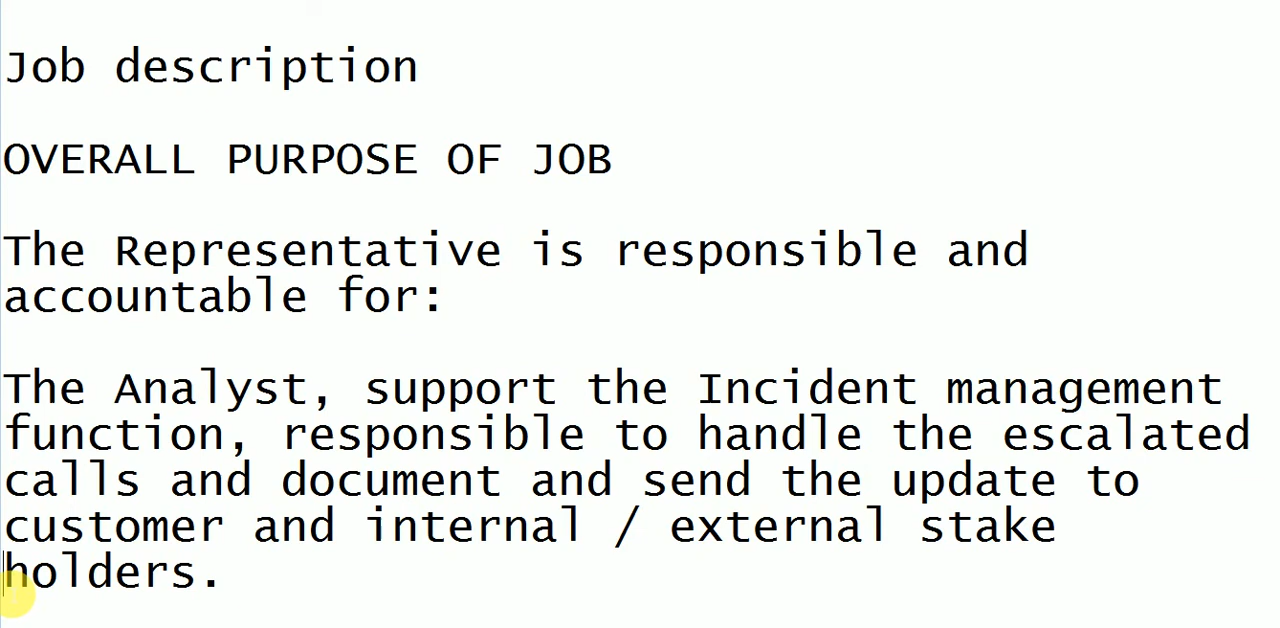 Job description
OVERALL PURPOSE OF JOB
The Representative is responsible and
accountable for:
The Analyst, support the Incident management
function, responsible to handle the escalated
calls and document and send the update to
customer and internal / external stake
holders.